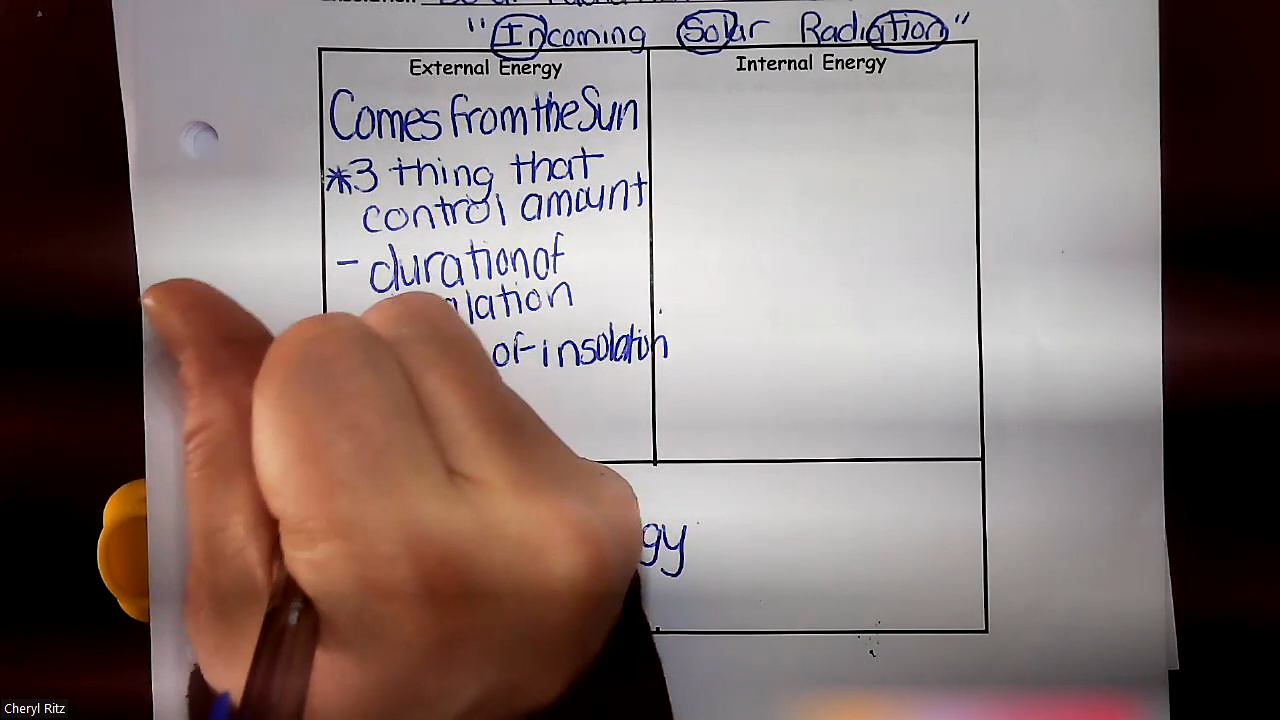 "Incoming Solar Radiation"
External Energy
Internal Energy
Comes from the Sun
*3 thing that
control amount
- duration of
lation
of insolation
gy
Cheryl Ritz